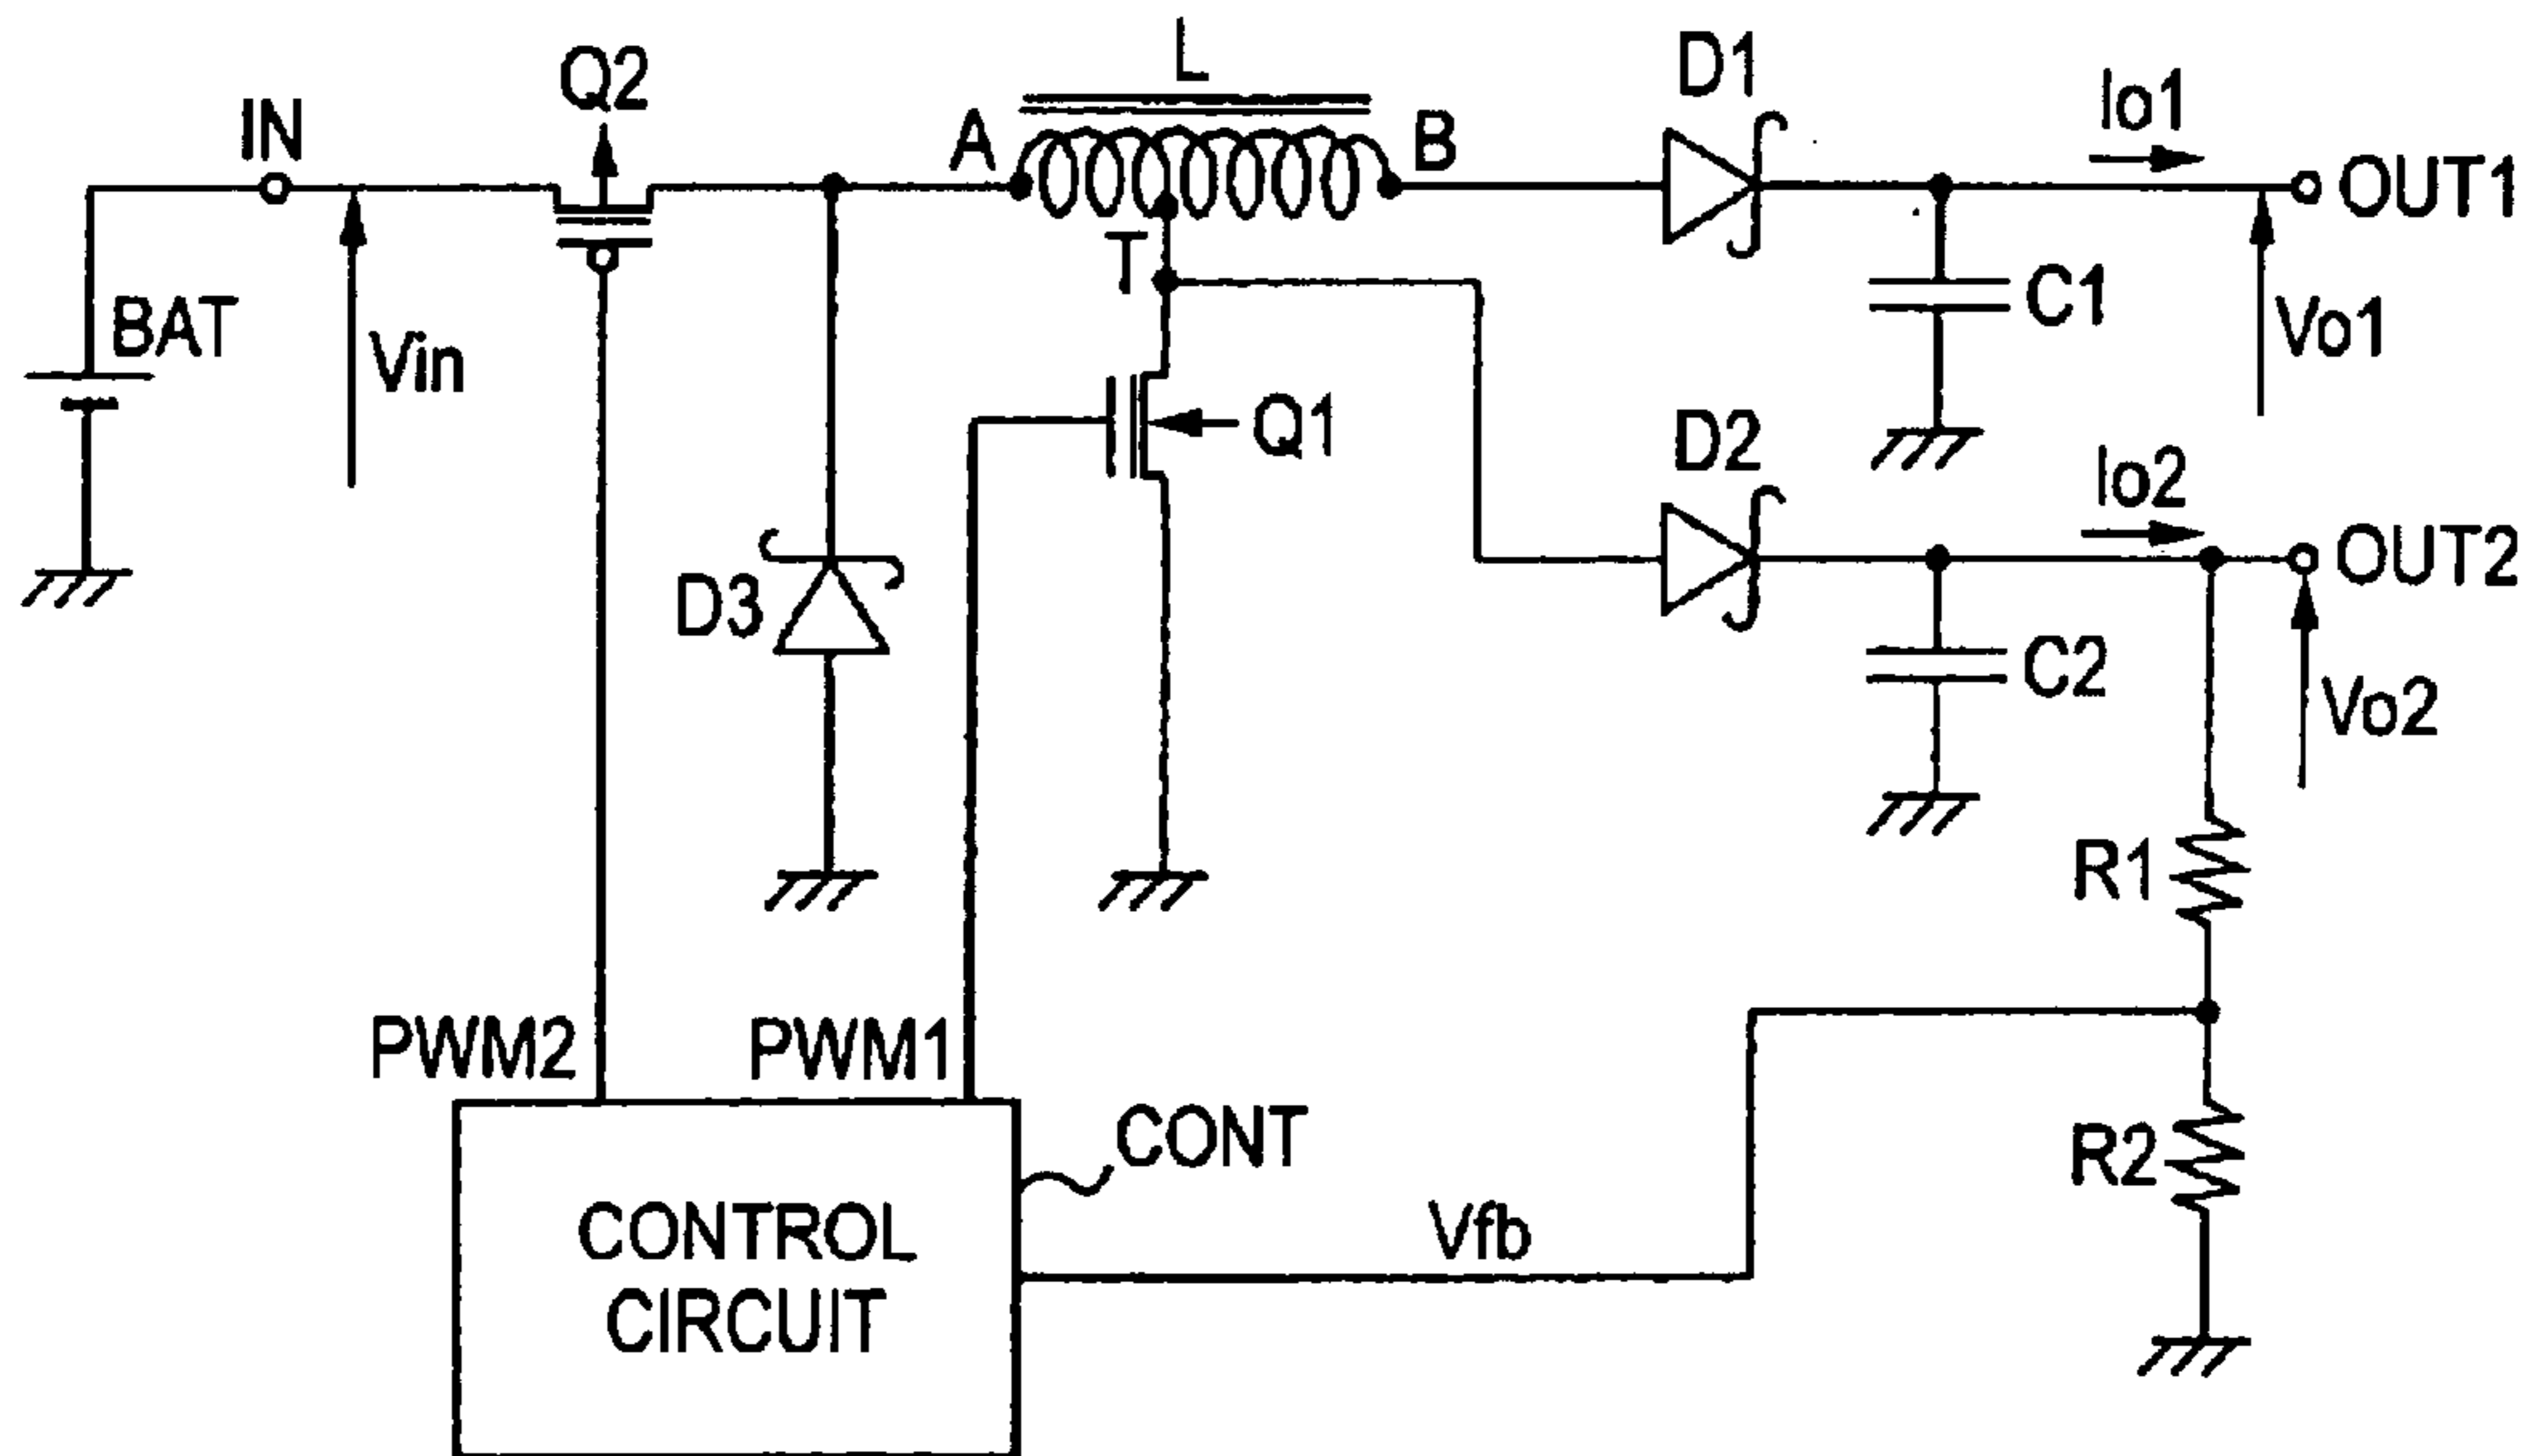 L
D1
Q2
Io1
IN
A
B
OUT1
T
BAT
Vin
C1
Vo1
Q1
D2
Io2
OUT2
D3
C2
Vo2
R1
PWM2
PWM1
CONT
R2
CONTROL
CIRCUIT
Vfb